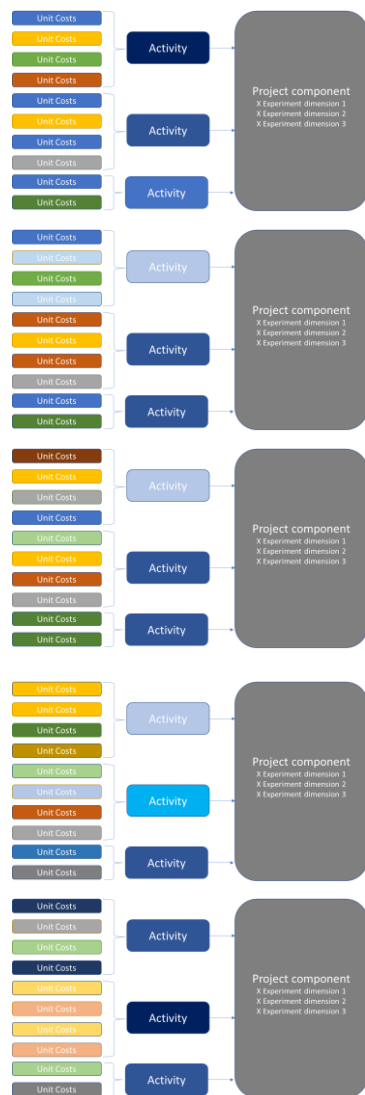 Unit Costs
Unit Costs
Unit Costs
Unit Costs
Activity
Unit Costs
Unit Costs
Unit Costs
Unit Costs
Activity
Unit Costs
Unit Costs
Activity
Project component
X Experiment dimension 1
X Experiment dimension 2
X Experiment dimension 3
Unit Costs
Unit Costs
Unit Costs
Unit Costs
Activity
Unit Costs
Unit Costs
Unit Costs
Unit Costs
Activity
Unit Costs
Unit Costs
Activity
Project component
X Experiment dimension 1
X Experiment dimension 2
X Experiment dimension 3
Unit Costs
Unit Costs
Unit Costs
Unit Costs
Activity
Unit Costs
Unit Costs
Unit Costs
Unit Costs
Activity
Unit Costs
Unit Costs
Activity
Project component
X Experiment dimension 1
X Experiment dimension 2
X Experiment dimension 3
Unit Costs
Unit Costs
Unit Costs
Unit Costs
Activity
Unit Costs
Unit Costs
Unit Costs
Unit Costs
Activity
Unit Costs
Unit Costs
Activity
Project component
X Experiment dimension 1
X Experiment dimension 2
X Experiment dimension 3
Unit Costs
Unit Costs
Unit Costs
Unit Costs
Activity
Unit Costs
Unit Costs
Unit Costs
Unit Costs
Activity
Unit Costs
Unit Costs
Activity
Project component
X Experiment dimension 1
X Experiment dimension 2
X Experiment dimension 3